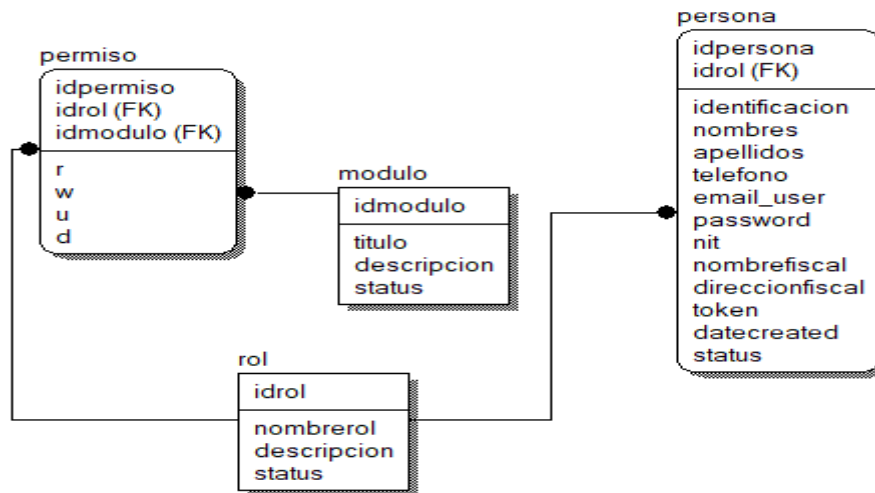 permiso
idpermiso
idrol (FK)
idmodulo (FK)
r
w
u
d
modulo
idmodulo
titulo
descripcion
status
rol
idrol
nombrerol
descripcion
status
persona
idpersona
idrol (FK)
identificacion
nombres
apellidos
telefono
email_user
password
nit
nombrefiscal
direccionfiscal
token
datecreated
status